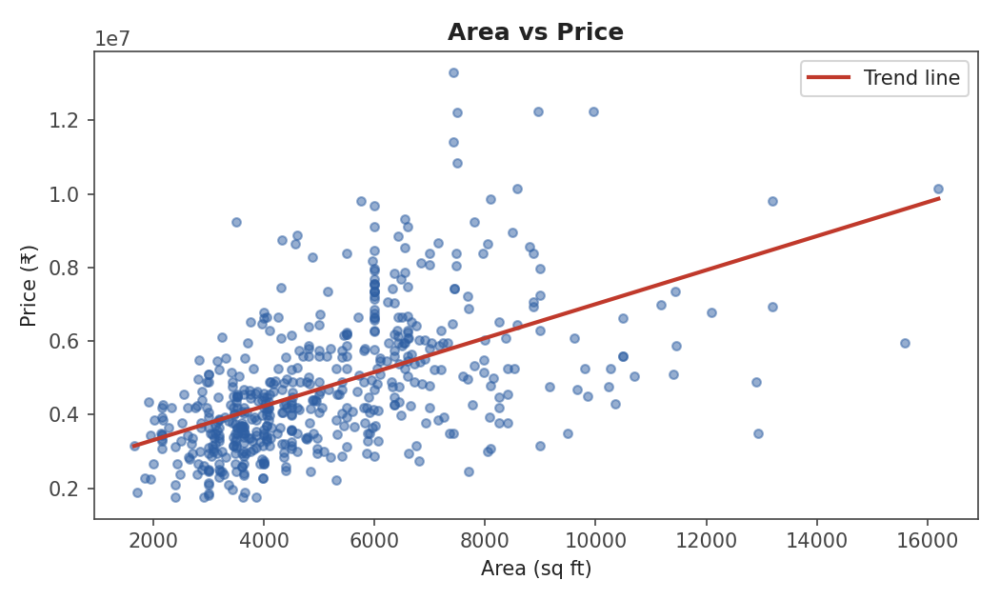 Area vs Price
1e7
Trend line
1.2
1.0
0.8
0.6
0.4
0.2
Price (₹)
2000 4000 6000 8000 10000 12000 14000 16000
Area (sq ft)